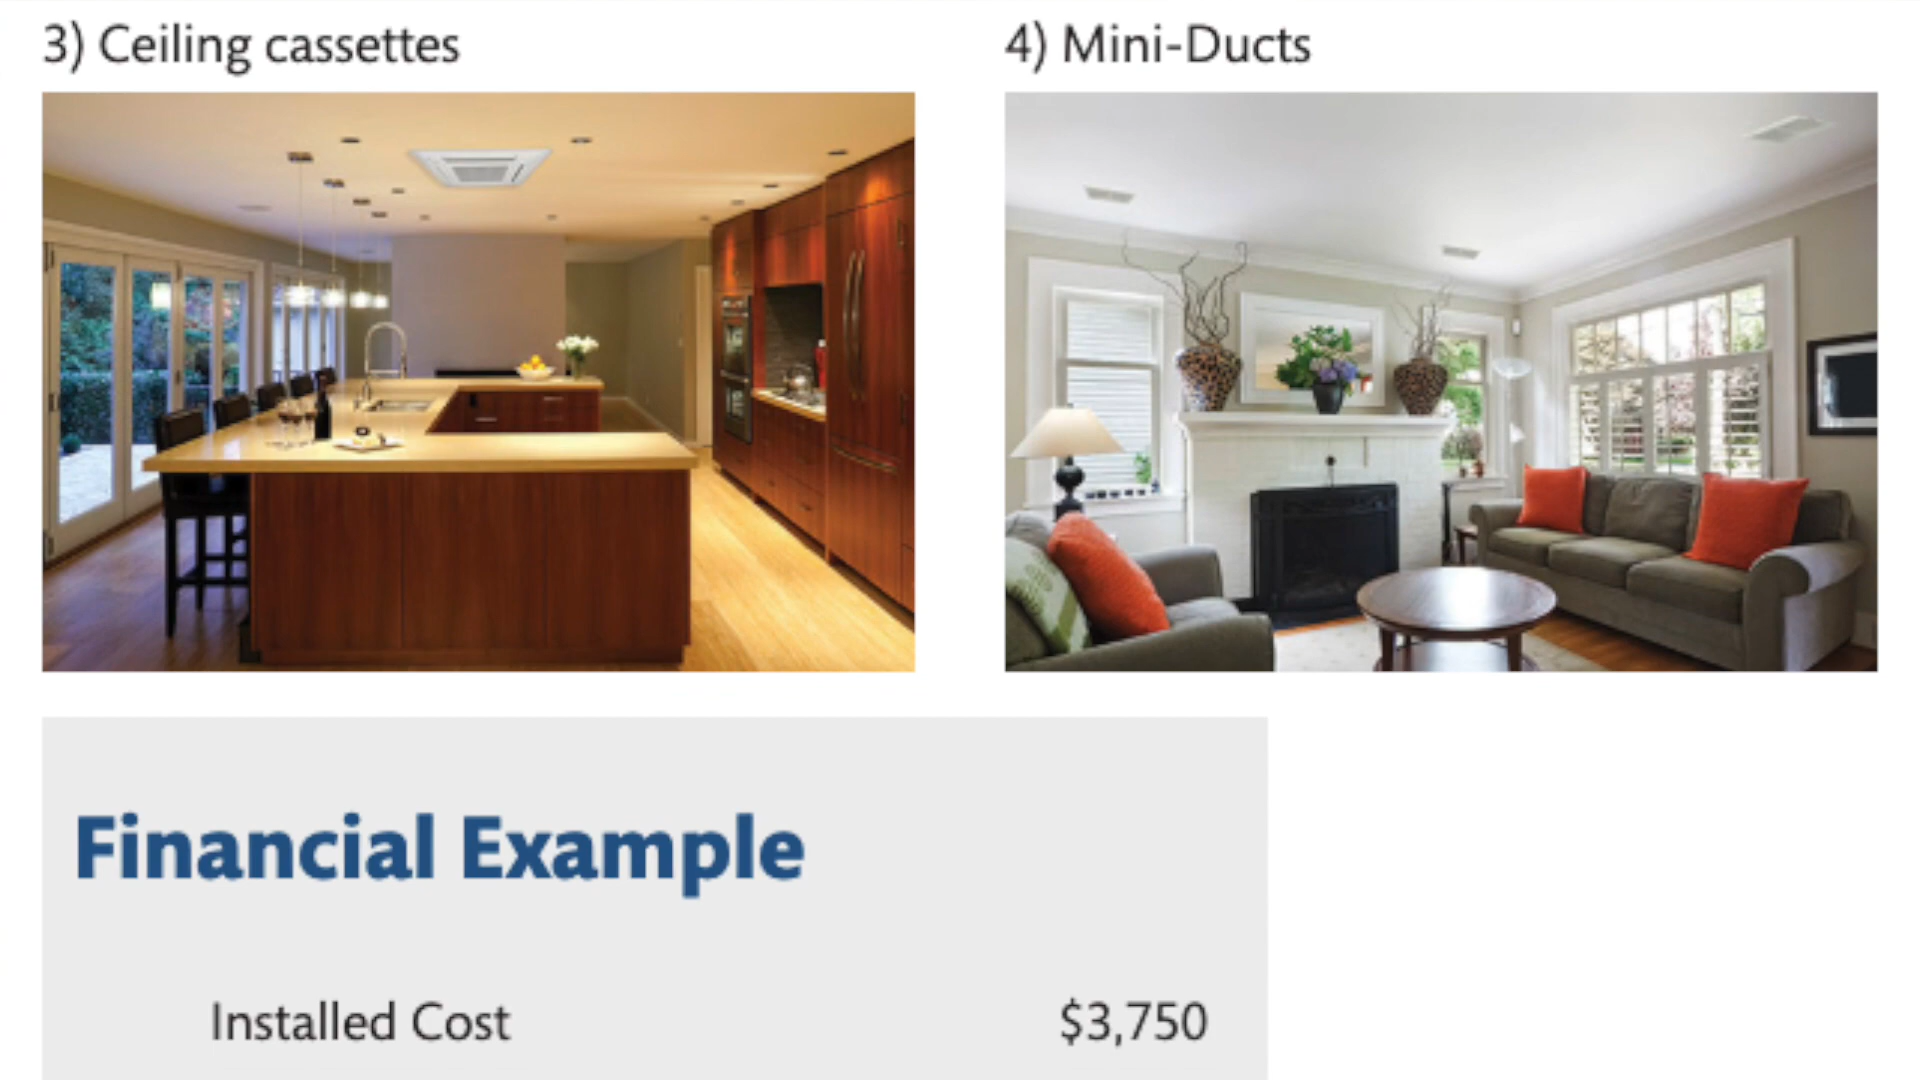 3) Ceiling cassettes
4) Mini-Ducts
Financial Example
Installed Cost $3,750